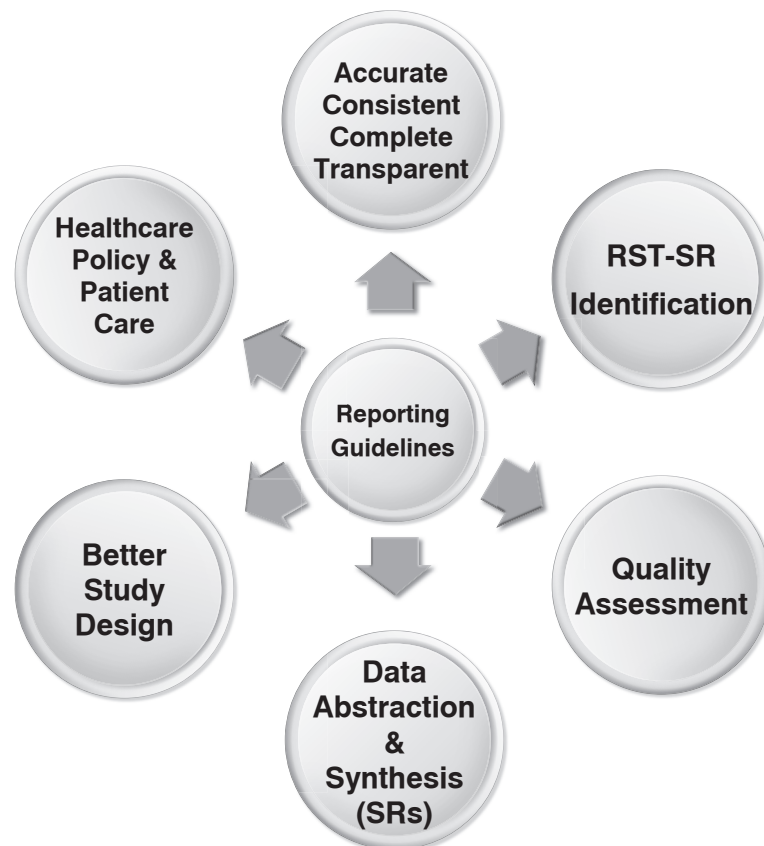 Accurate
Consistent
Complete
Transparent
Healthcare
Policy &
Patient
Care
RST-SR
Identification
Reporting
Guidelines
Better
Study
Design
Quality
Assessment
Data
Abstraction
&
Synthesis
(SRs)